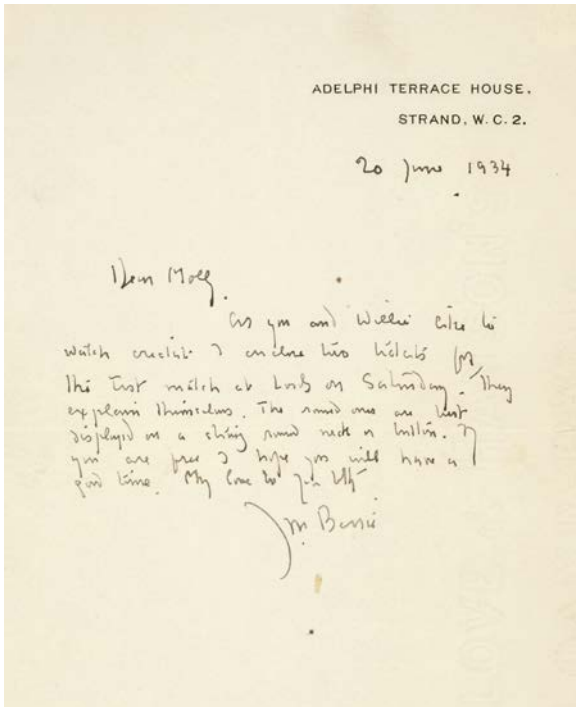 ADELPHI TERRACE HOUSE.
STRAND, W.C.2.
20 June 1934
Dear Moll.
As you and Willie like to
watch cricket I enclose two tickets for
the test match at Lords on Saturday. They
explain themselves. The round ones are best
displayed on a string round neck or button. If
you are free I hope you will have a
good time. My love to you both
J M. Barrie